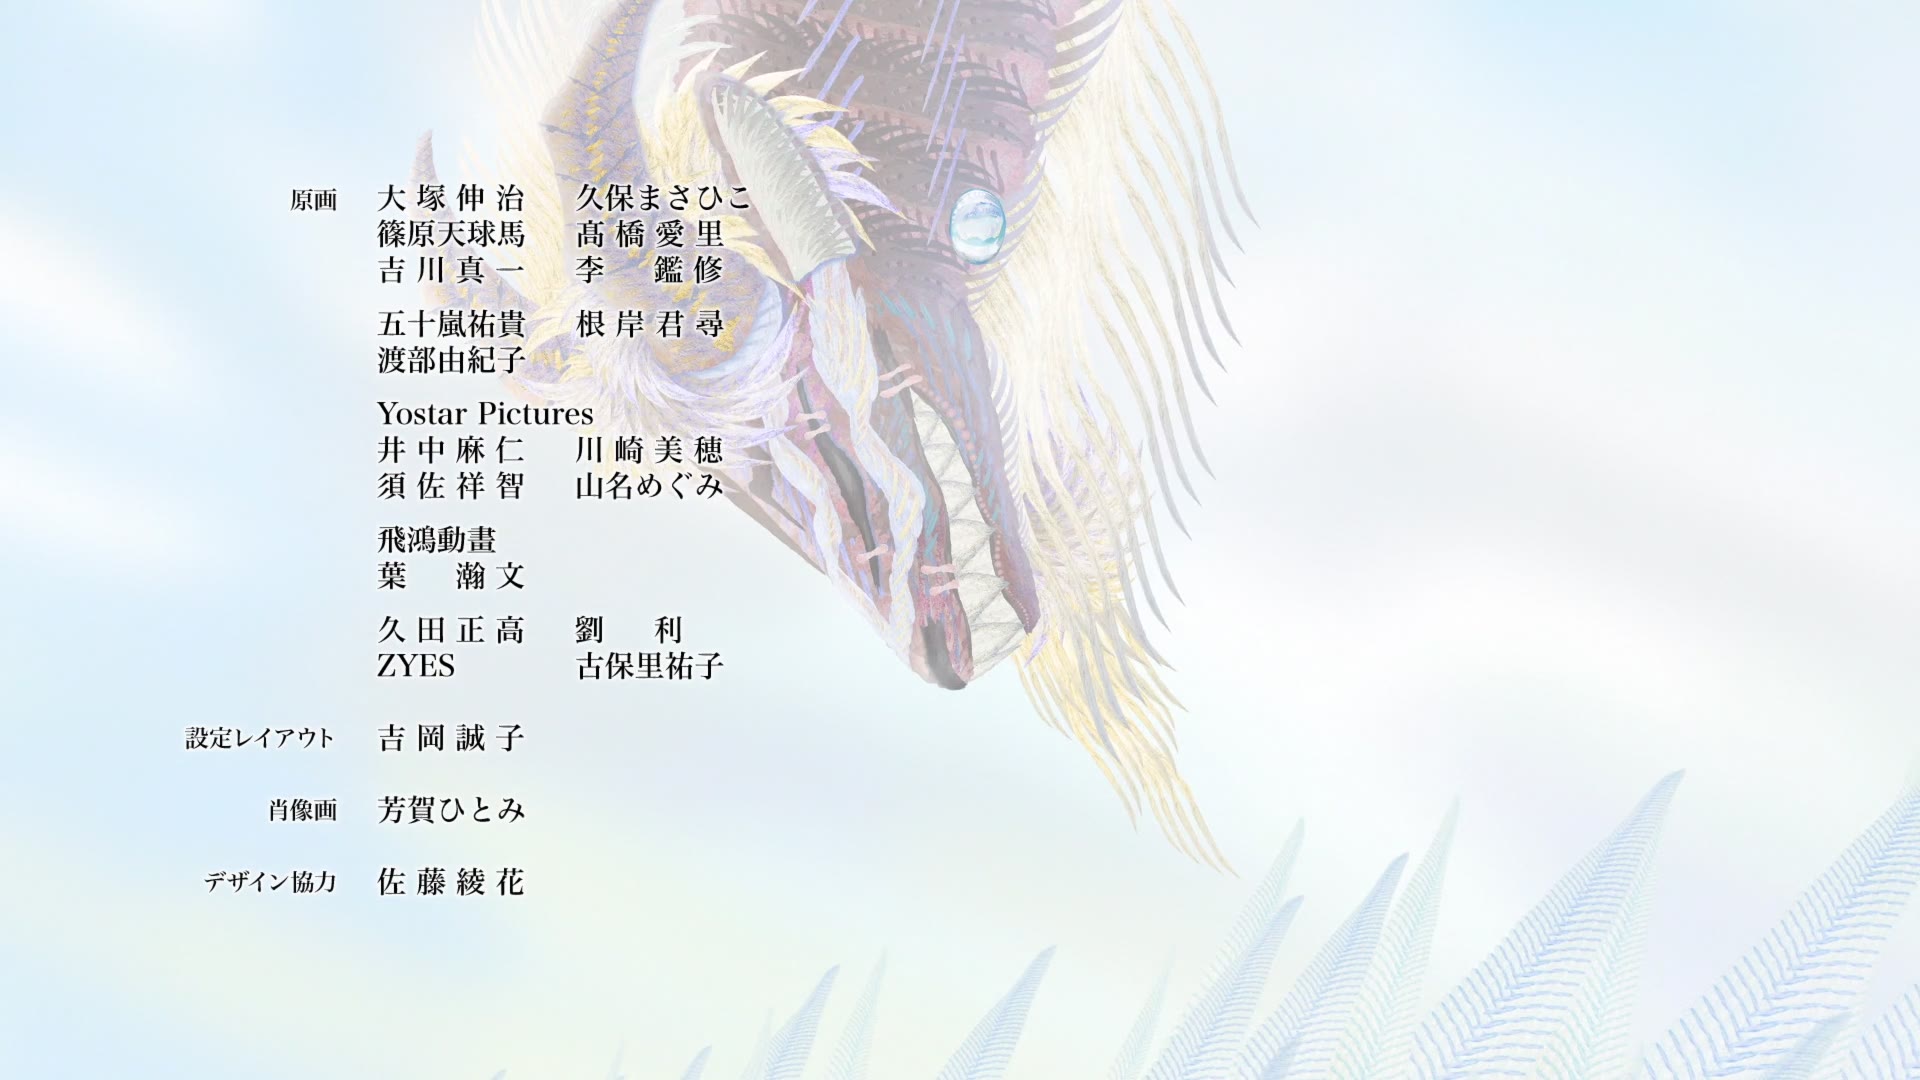 原画 大塚伸治 久保まさひこ
篠原天球馬 髙橋愛里
吉川真一 李鑑修
五十嵐祐貴 根岸君尋
渡部由紀子
Yostar Pictures
井中麻仁 川崎美穂
須佐祥智 山名めぐみ
飛鴻動畫
葉瀚文
久田正高 劉利
ZYES 古保里祐子
設定レイアウト 吉岡誠子
肖像画 芳賀ひとみ
デザイン協力 佐藤綾花